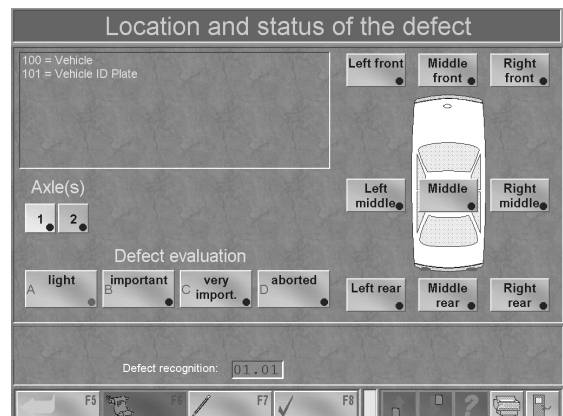 Location and status of the defect
100 = Vehicle
101 = Vehicle ID Plate
Left front
Middle front
Right front
Left middle
Middle
Right middle
Axle(s)
1
2
Defect evaluation
A light
B important
C very import.
D aborted
Left rear
Middle rear
Right rear
Defect recognition: 01.01
F5
F6
F7
F8
?